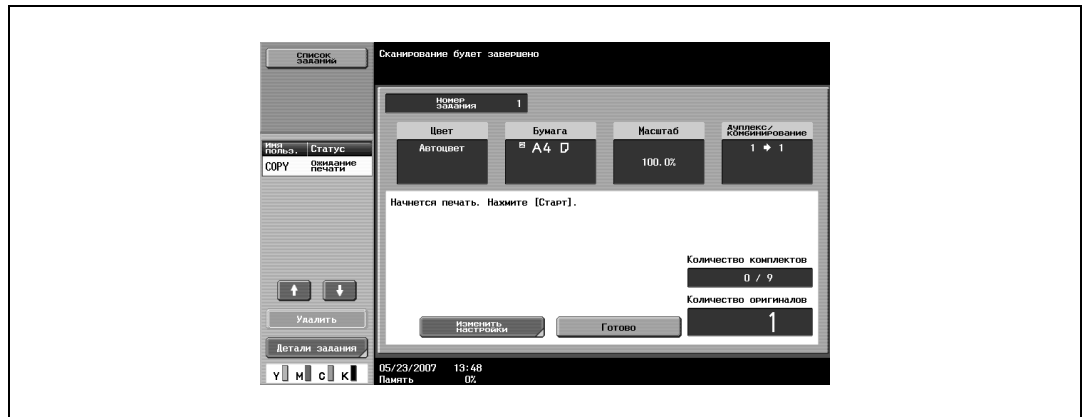 Список
заданий
Сканирование будет завершено
Номер
задания
1
Цвет
Бумага
Масштаб
Дуплекс/
Комбинирование
Автоцвет
A4
100.0%
1 → 1
Имя
польз.
Статус
COPY
Ожидание
печати
Начнется печать. Нажмите [Старт].
Количество комплектов
0 / 9
Количество оригиналов
1
Изменить
настройки
Готово
Удалить
Детали задания
Y M C K
05/23/2007 13:48
Память 0%